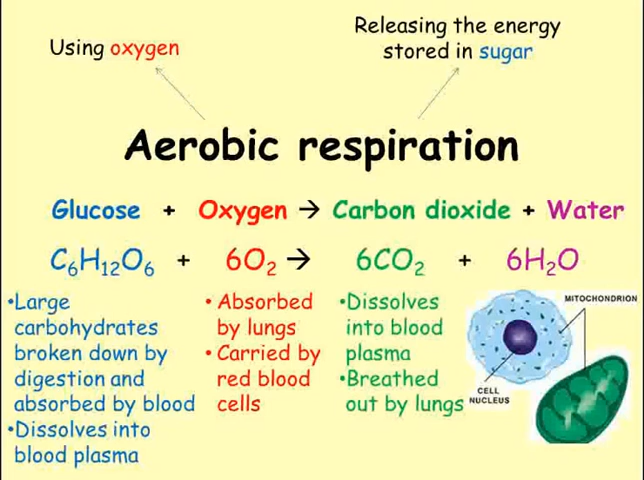 Using oxygen
Releasing the energy
stored in sugar
Aerobic respiration
Glucose + Oxygen → Carbon dioxide + Water
C₆H₁₂O₆ + 6O₂ → 6CO₂ + 6H₂O
•Large
carbohydrates
broken down by
digestion and
absorbed by blood
•Dissolves into
blood plasma
• Absorbed
by lungs
• Carried by
red blood
cells
•Dissolves
into blood
plasma
•Breathed
out by lungs
MITOCHONDRION
CELL
NUCLEUS